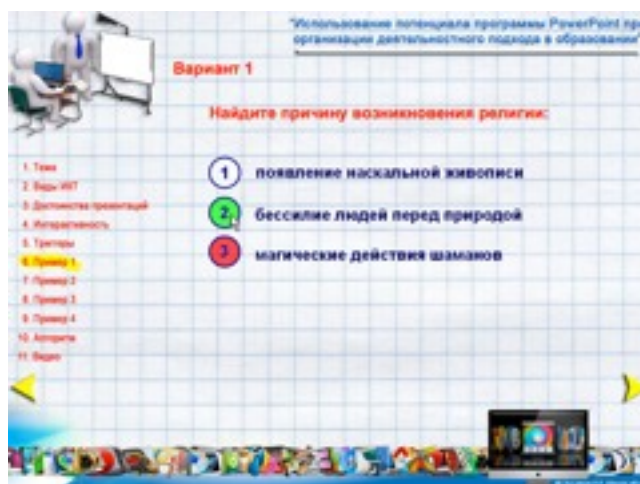 "Использование потенциала программы PowerPoint при
организации деятельностного подхода в образовании"
Вариант 1
Найдите причину возникновения религии:
1 появление наскальной живописи
2 бессилие людей перед природой
3 магические действия шаманов
1. Тема
2. Виды ИКТ
3. Достоинства презентаций
4. Интерактивность
5. Триггеры
6. Пример 1
7. Пример 2
8. Пример 3
9. Пример 4
10. Алгоритм
11. Видео